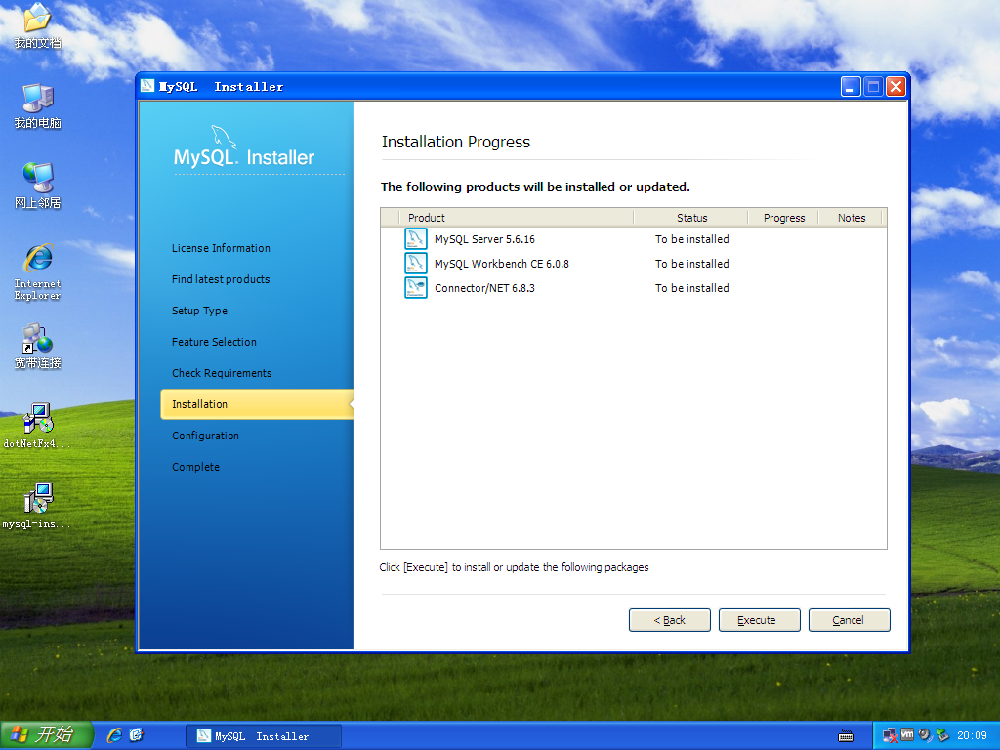 我的文档
我的电脑
网上邻居
Internet
Explorer
宽带连接
dotNetFx4...
mysql-ins...
MySQL Installer
MySQL. Installer
License Information
Find latest products
Setup Type
Feature Selection
Check Requirements
Installation
Configuration
Complete
Installation Progress
The following products will be installed or updated.
Product Status Progress Notes
MySQL Server 5.6.16 To be installed
MySQL Workbench CE 6.0.8 To be installed
Connector/NET 6.8.3 To be installed
Click [Execute] to install or update the following packages
< Back Execute Cancel
开始 MySQL Installer vm 20:09